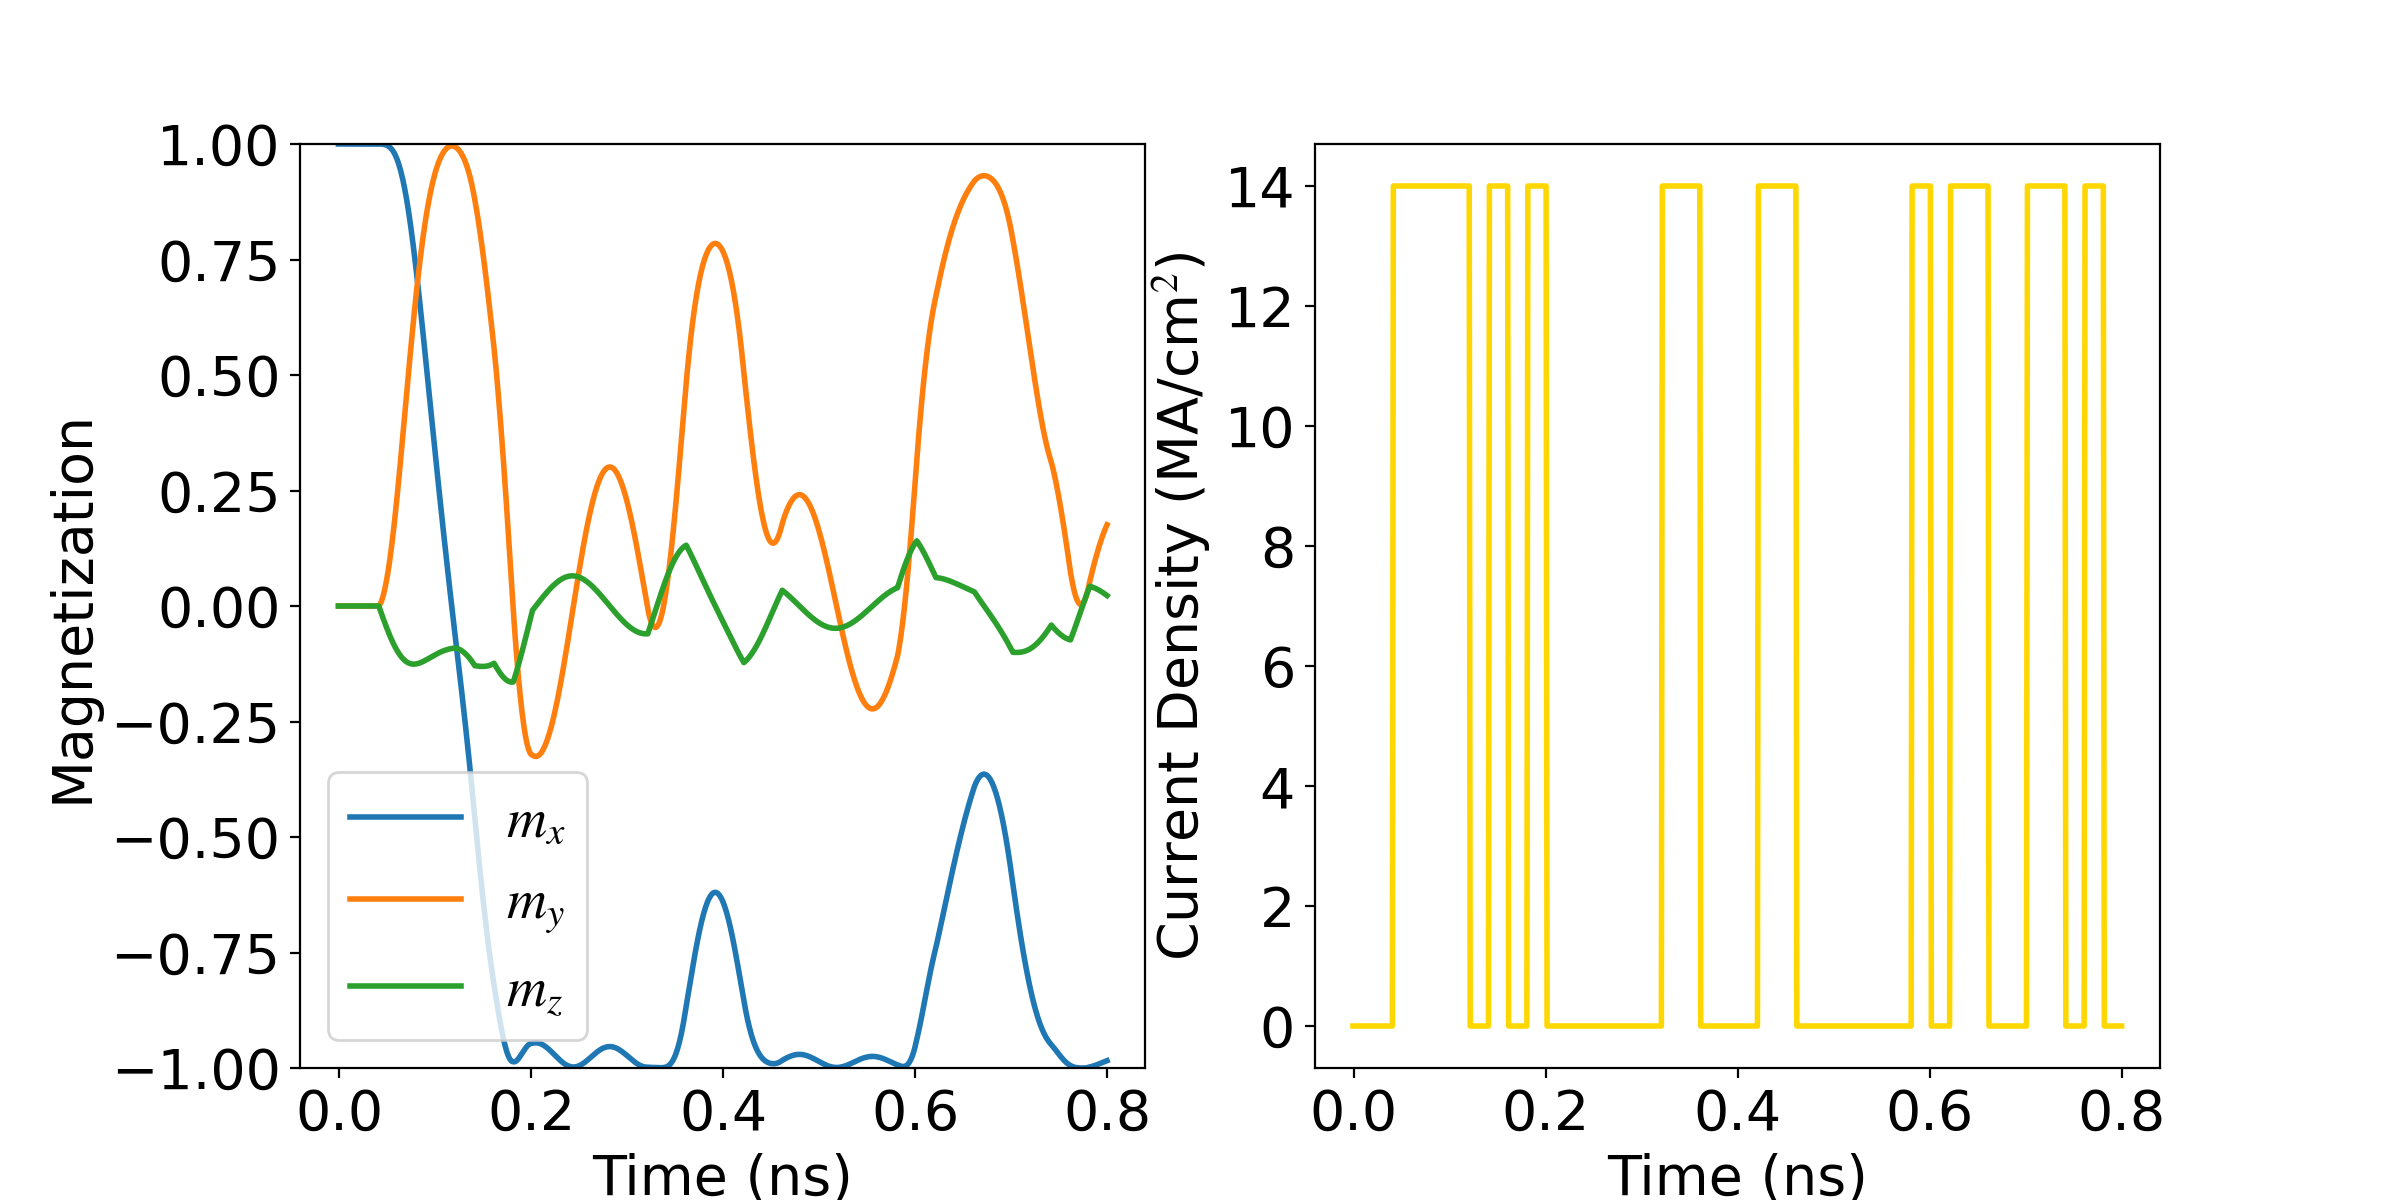 Magnetization
1.00
0.75
0.50
0.25
0.00
−0.25
−0.50
−0.75
−1.00
0.0 0.2 0.4 0.6 0.8
Time (ns)
m_x
m_y
m_z
Current Density (MA/cm²)
14
12
10
8
6
4
2
0
0.0 0.2 0.4 0.6 0.8
Time (ns)